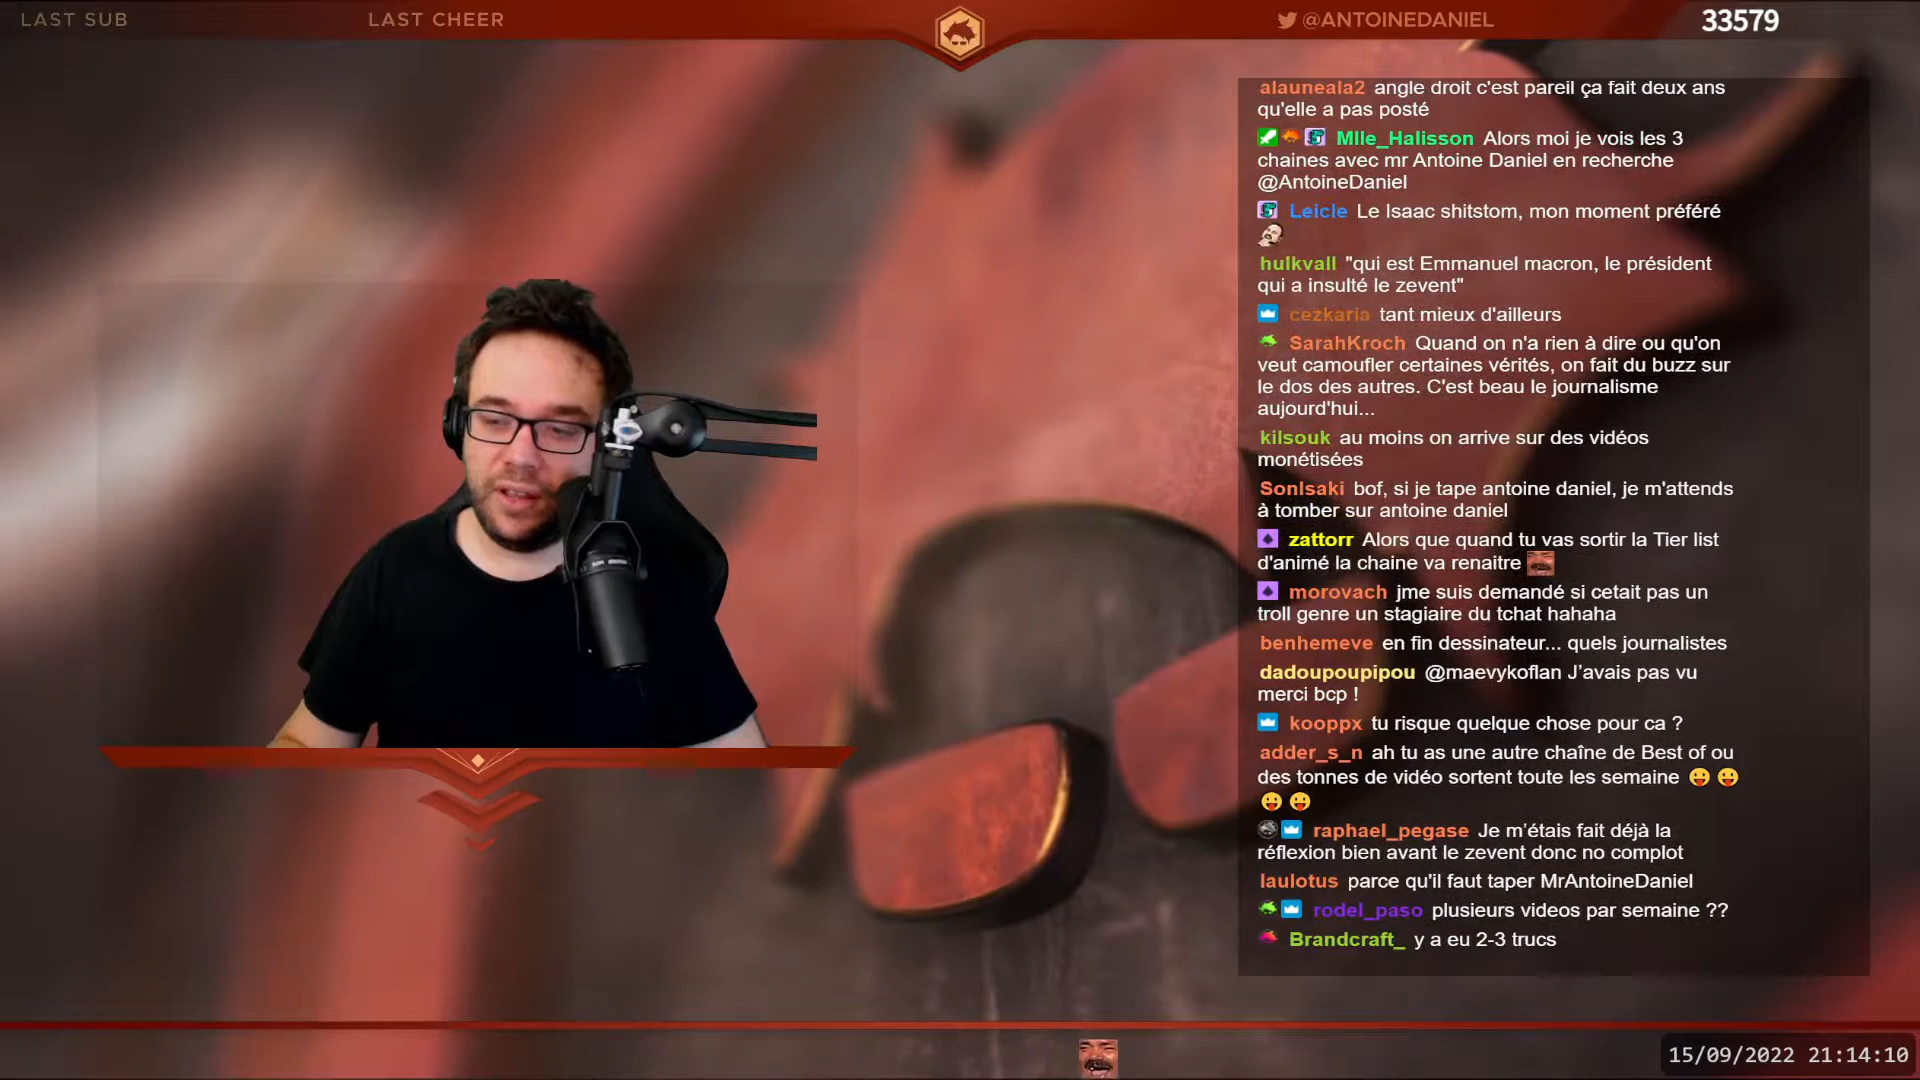 LAST SUB
LAST CHEER
@ANTOINEDANIEL
33579
alauneala2 angle droit c'est pareil ça fait deux ans
qu'elle a pas posté
Mlle_Halisson Alors moi je vois les 3
chaines avec mr Antoine Daniel en recherche
@AntoineDaniel
Leicle Le Isaac shitstom, mon moment préféré
hulkvall "qui est Emmanuel macron, le président
qui a insulté le zevent"
cezkaria tant mieux d'ailleurs
SarahKroch Quand on n'a rien à dire ou qu'on
veut camoufler certaines vérités, on fait du buzz sur
le dos des autres. C'est beau le journalisme
aujourd'hui...
kilsouk au moins on arrive sur des vidéos
monétisées
SonIsaki bof, si je tape antoine daniel, je m'attends
à tomber sur antoine daniel
zattorr Alors que quand tu vas sortir la Tier list
d'animé la chaine va renaitre
morovach jme suis demandé si cetait pas un
troll genre un stagiaire du tchat hahaha
benhemeve en fin dessinateur... quels journalistes
dadoupoupipou @maevykoflan J’avais pas vu
merci bcp !
kooppx tu risque quelque chose pour ca ?
adder_s_n ah tu as une autre chaîne de Best of ou
des tonnes de vidéo sortent toute les semaine 😛 😛
😛 😛
raphael_pegase Je m’étais fait déjà la
réflexion bien avant le zevent donc no complot
laulotus parce qu'il faut taper MrAntoineDaniel
rodel_paso plusieurs videos par semaine ??
Brandcraft_ y a eu 2-3 trucs
15/09/2022 21:14:10